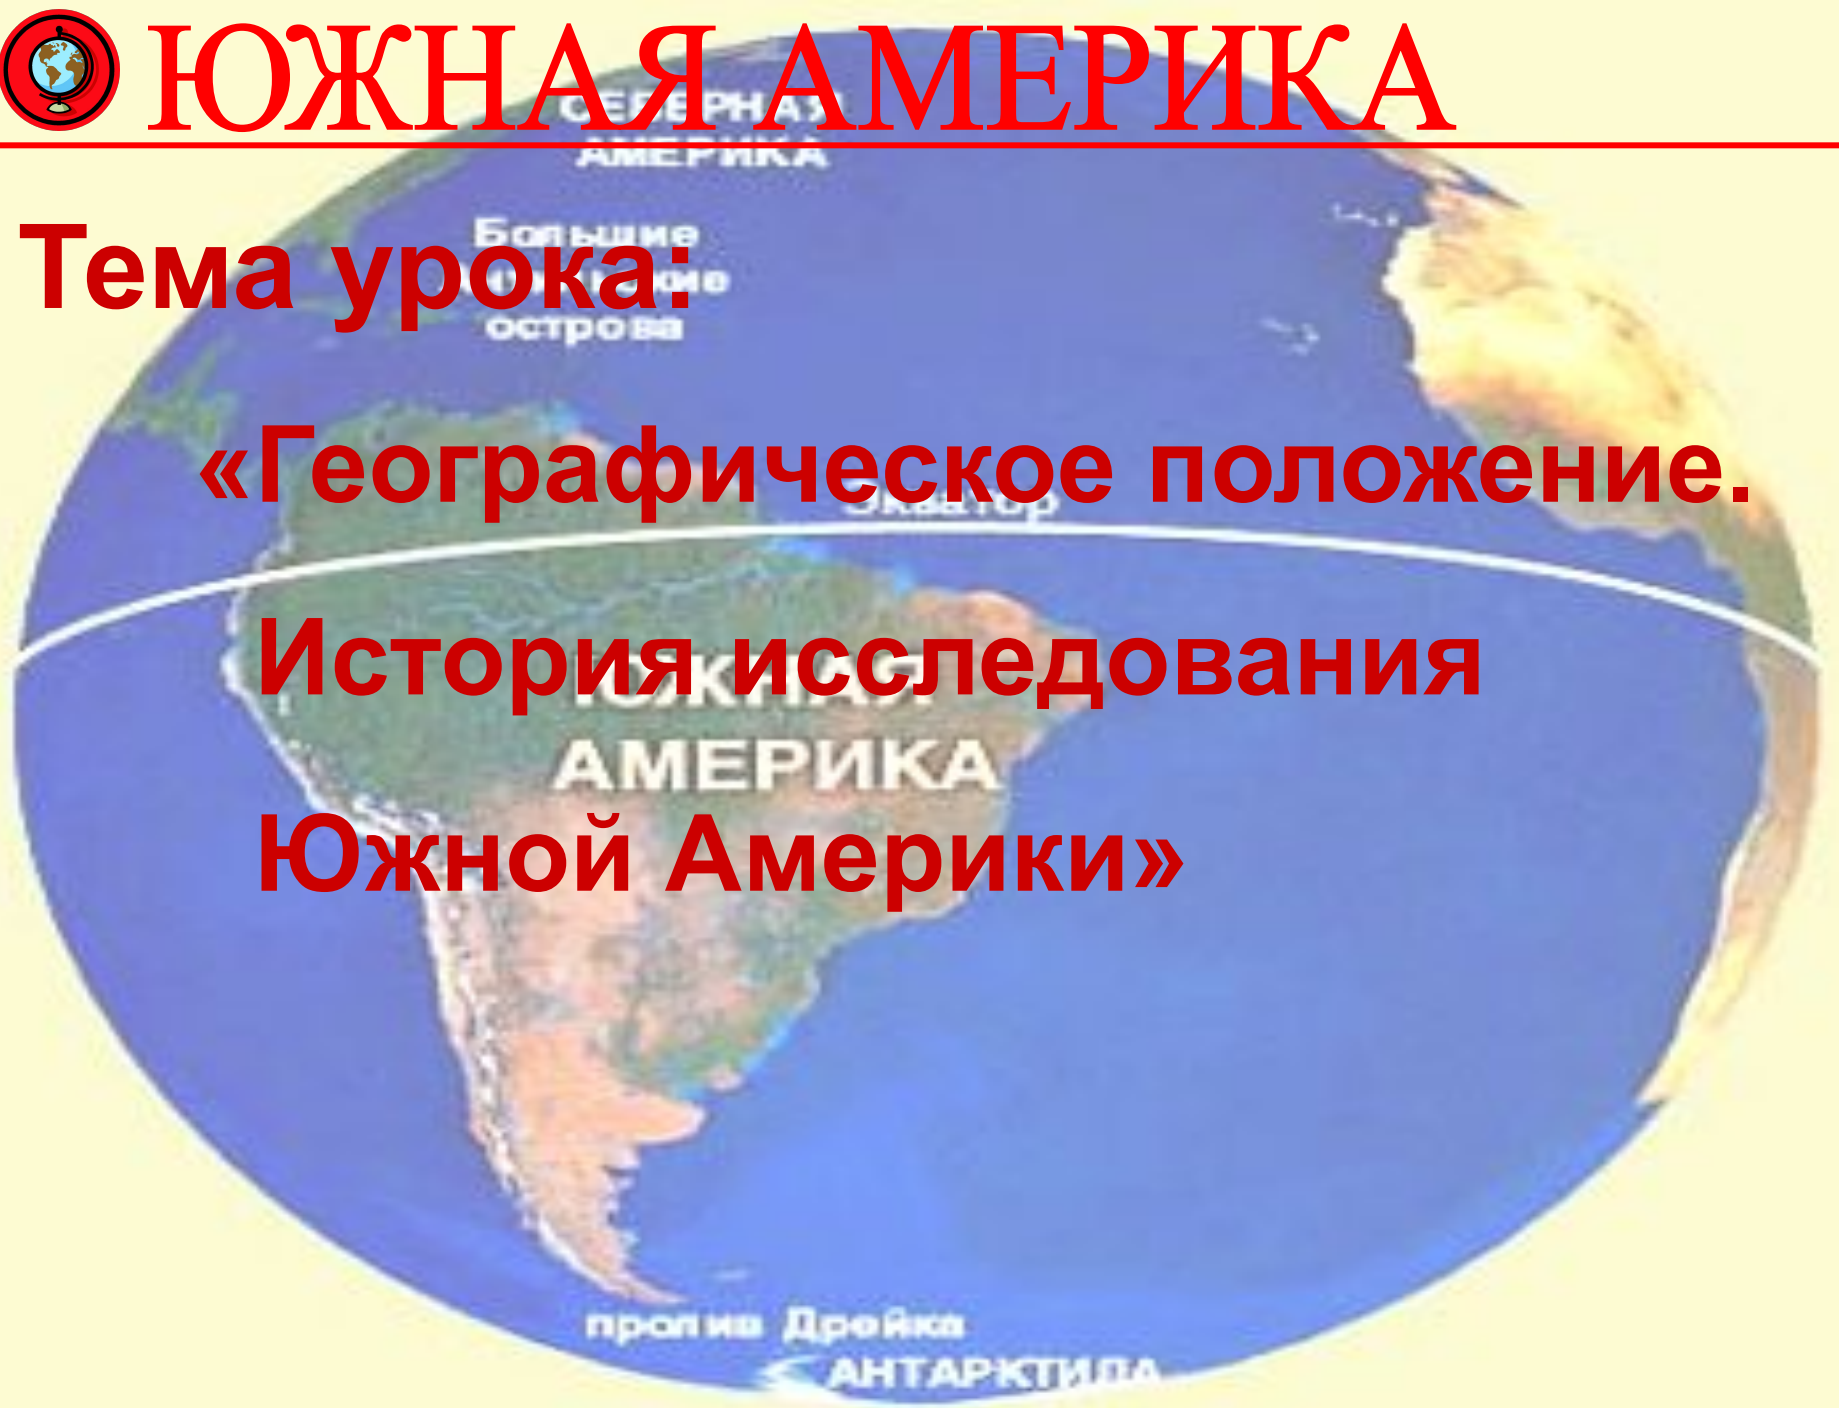 ЮЖНАЯ АМЕРИКА
СЕВЕРНАЯ
АМЕРИКА
Большие
острова
Тема урока:
«Географическое положение.
Экватор
История исследования
ЮЖНАЯ
АМЕРИКА
Южной Америки»
пролив Дрейка
АНТАРКТИДА